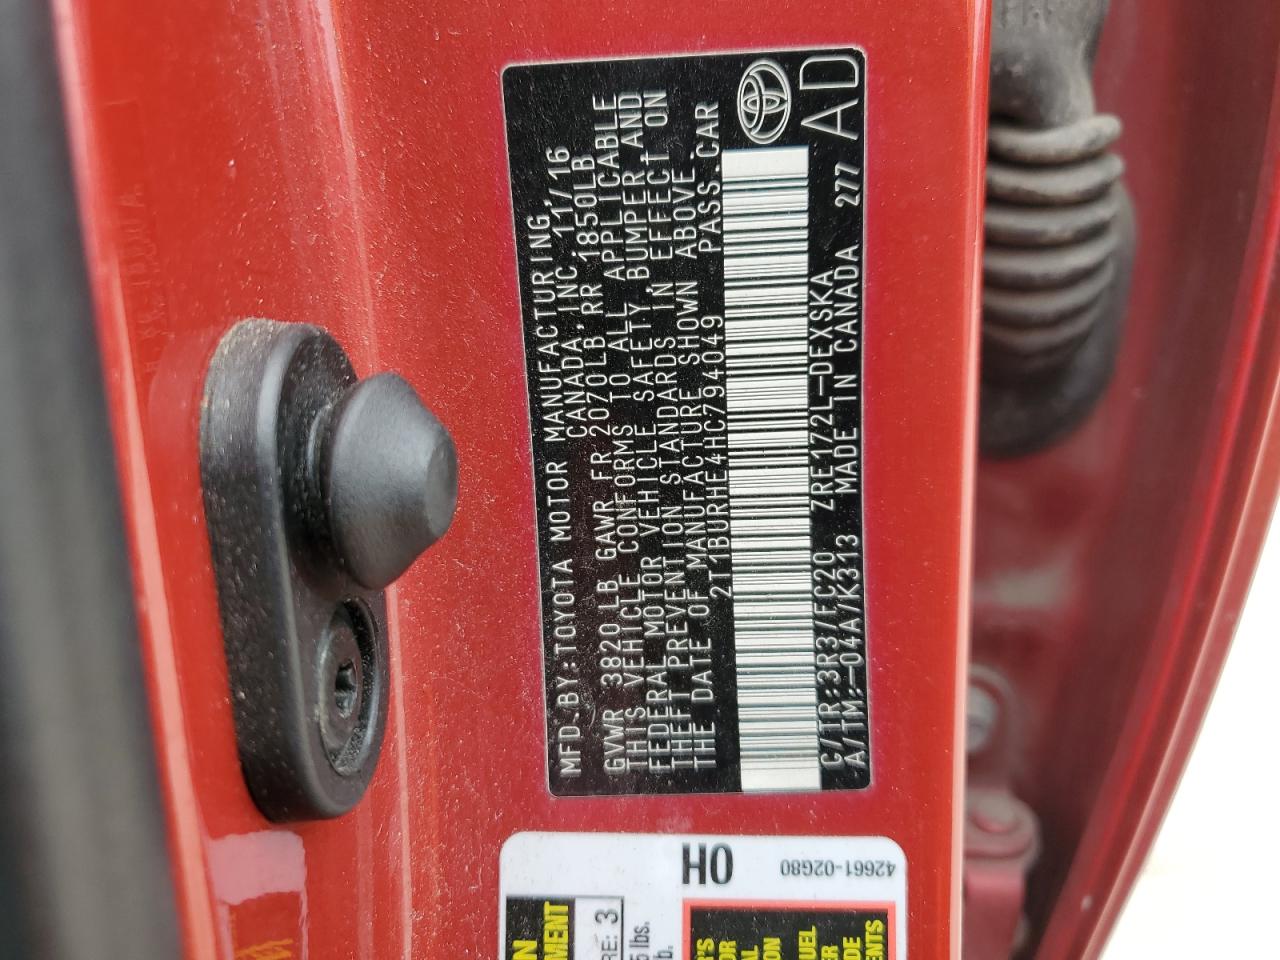 MFD.BY:TOYOTA MOTOR MANUFACTURING,
CANADA,INC. 11/16
GVWR 3820 LB GAWR FR 2070LB,RR 1850LB
THIS VEHICLE CONFORMS TO ALL APPLICABLE
FEDERAL MOTOR VEHICLE SAFETY,BUMPER,AND
THEFT PREVENTION STANDARDS IN EFFECT ON
THE DATE OF MANUFACTURE SHOWN ABOVE.
2T1BURHE4HC794049 PASS.CAR
C/TR:3R3/FC20 ZRE172L-DEXSKA 277
A/TM:-04A/K313 MADE IN CANADA
AD
OH
42661-02G80